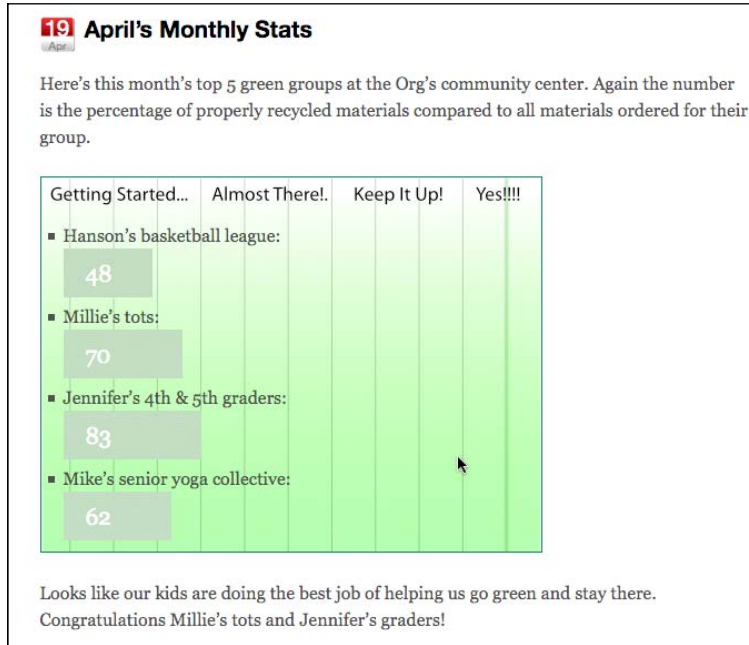 19
Apr
April's Monthly Stats
Here's this month's top 5 green groups at the Org's community center. Again the number
is the percentage of properly recycled materials compared to all materials ordered for their
group.
Getting Started... Almost There!. Keep It Up! Yes!!!!
Hanson's basketball league:
48
Millie's tots:
70
Jennifer's 4th & 5th graders:
83
Mike's senior yoga collective:
62
Looks like our kids are doing the best job of helping us go green and stay there.
Congratulations Millie's tots and Jennifer's graders!